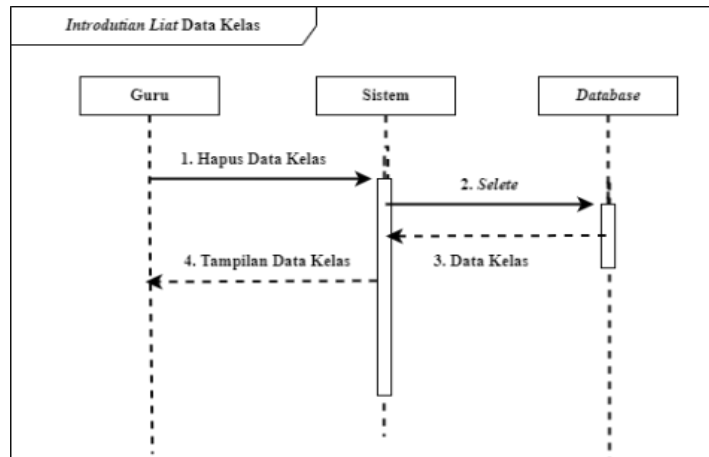 Introdutian Liat Data Kelas
Guru
Sistem
Database
1. Hapus Data Kelas
2. Selete
3. Data Kelas
4. Tampilan Data Kelas